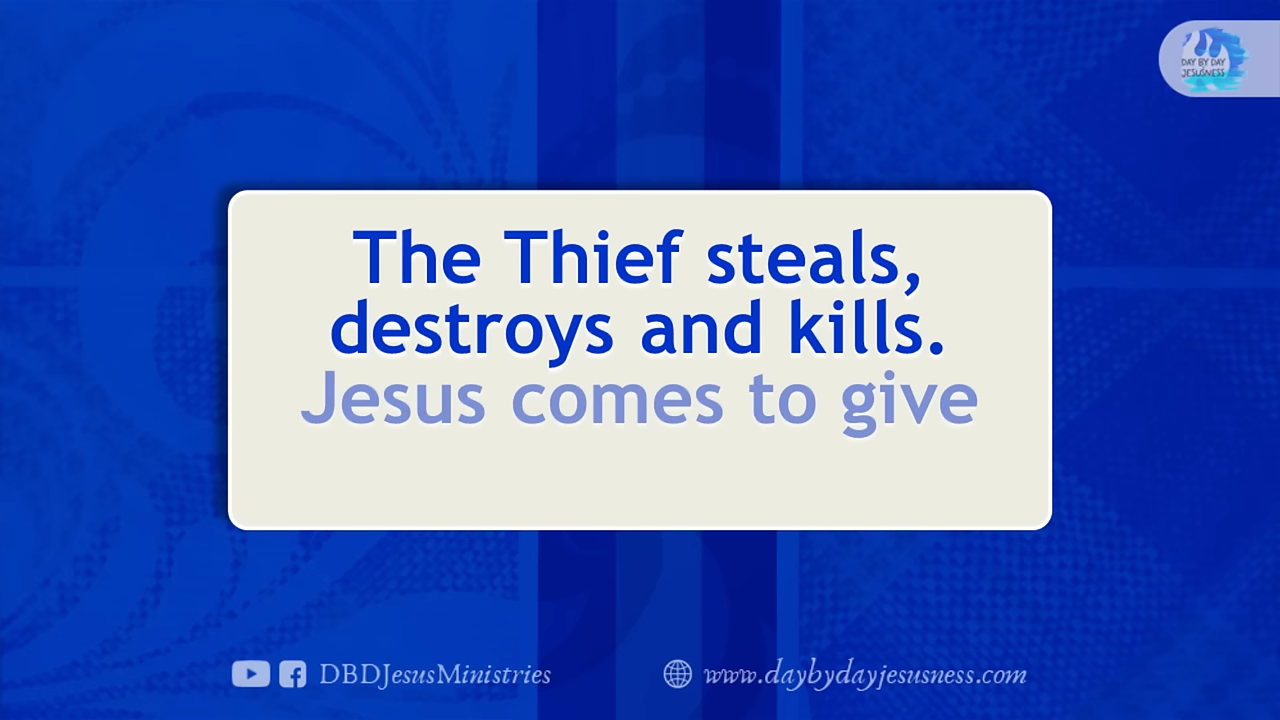 DAY BY DAY
JESUSNESS
The Thief steals,
destroys and kills.
Jesus comes to give
DBDJesusMinistries
www.daybydayjesusness.com